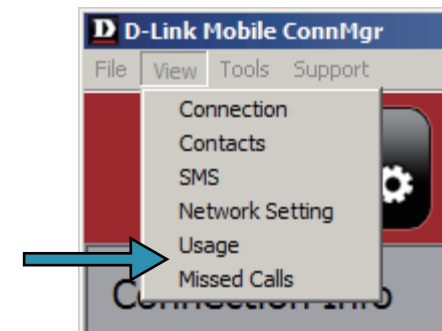 D D-Link Mobile ConnMgr
File View Tools Support
Connection
Contacts
SMS
Network Setting
Usage
Missed Calls
Connection Info